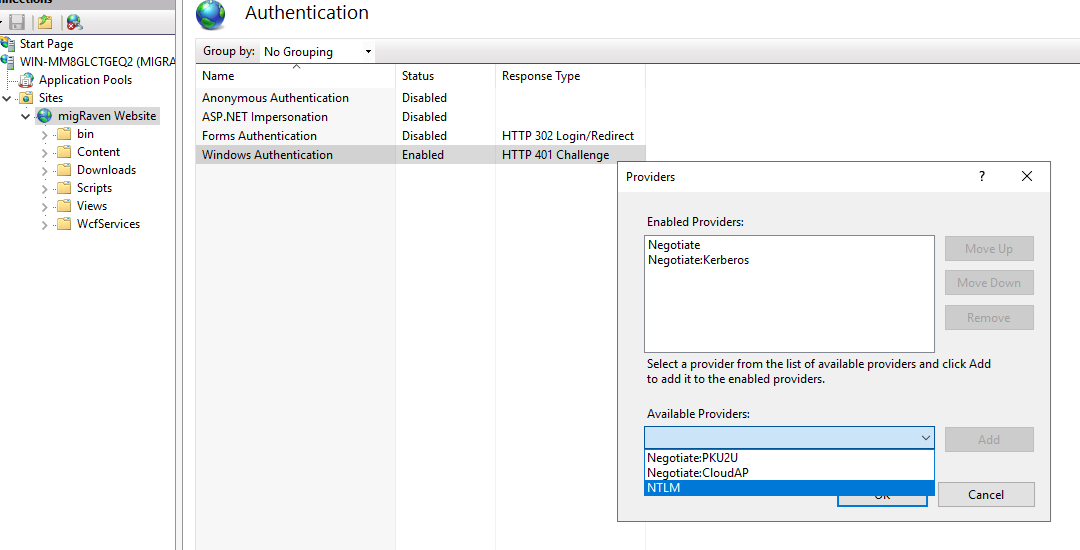 Authentication
Start Page
WIN-MM8GLCTGEQ2 (MIGRA
Application Pools
Sites
migRaven Website
bin
Content
Downloads
Scripts
Views
WcfServices
Group by: No Grouping
Name Status Response Type
Anonymous Authentication Disabled
ASP.NET Impersonation Disabled
Forms Authentication Disabled HTTP 302 Login/Redirect
Windows Authentication Enabled HTTP 401 Challenge
Providers ?
Enabled Providers:
Negotiate
Negotiate:Kerberos
Move Up
Move Down
Remove
Select a provider from the list of available providers and click Add
to add it to the enabled providers.
Available Providers:
Add
Negotiate:PKU2U
Negotiate:CloudAP
NTLM
Cancel